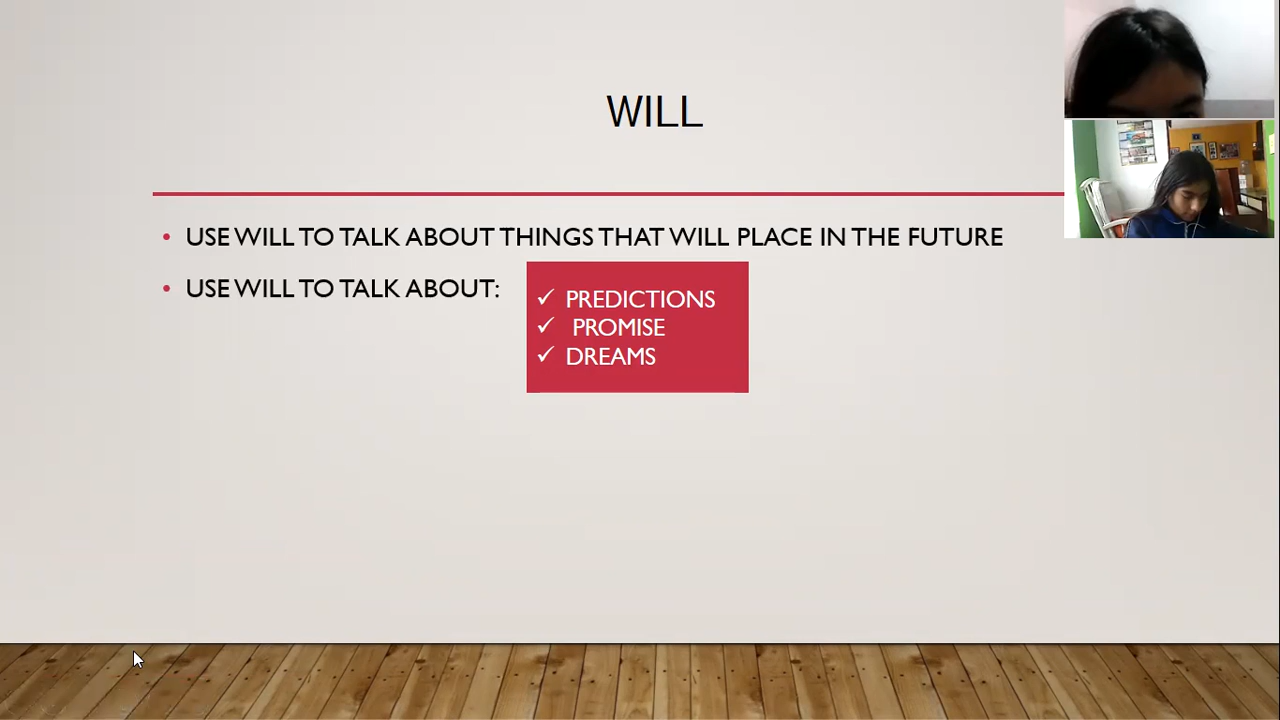 WILL
USE WILL TO TALK ABOUT THINGS THAT WILL PLACE IN THE FUTURE
USE WILL TO TALK ABOUT:
PREDICTIONS
PROMISE
DREAMS